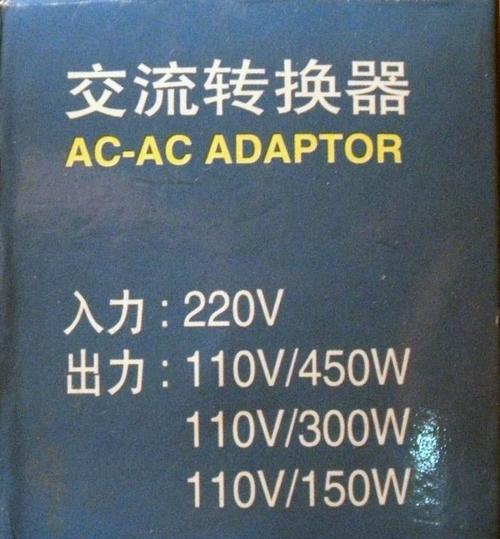 交流转换器
AC-AC ADAPTOR
入力 : 220V
出力 : 110V/450W
110V/300W
110V/150W